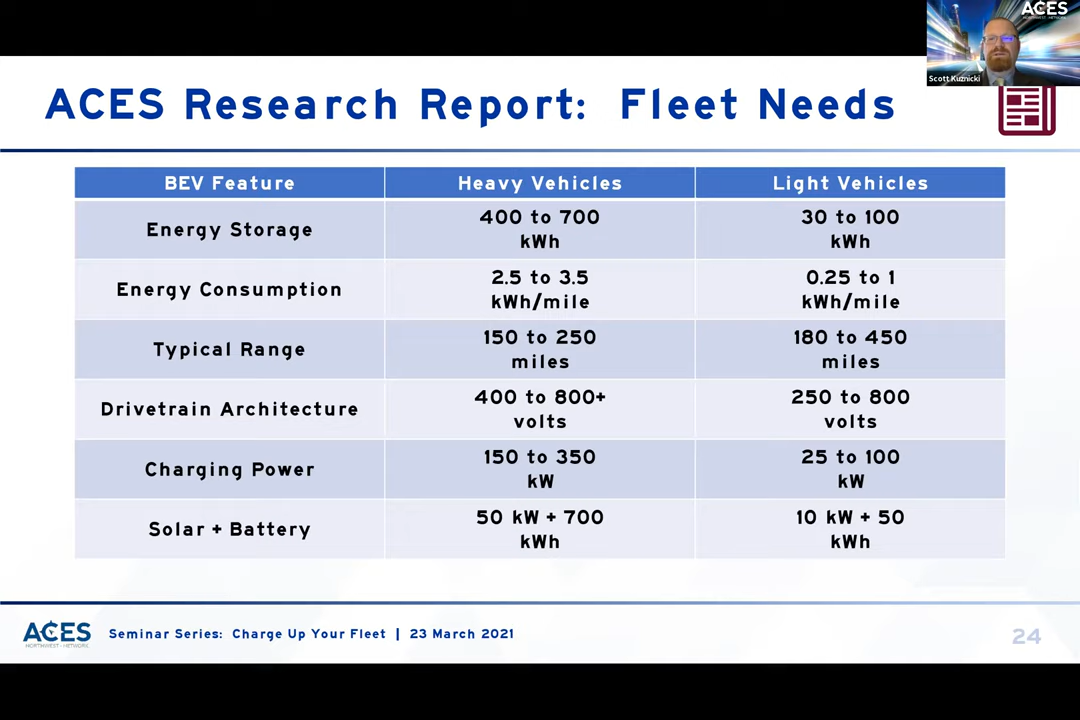 ACES
NORTHWEST · NETWORK
Scott Kuznicki
ACES Research Report: Fleet Needs
BEV Feature
Heavy Vehicles
Light Vehicles
Energy Storage
400 to 700
kWh
30 to 100
kWh
Energy Consumption
2.5 to 3.5
kWh/mile
0.25 to 1
kWh/mile
Typical Range
150 to 250
miles
180 to 450
miles
Drivetrain Architecture
400 to 800+
volts
250 to 800
volts
Charging Power
150 to 350
kW
25 to 100
kW
Solar + Battery
50 kW + 700
kWh
10 kW + 50
kWh
ACES
NORTHWEST · NETWORK
Seminar Series: Charge Up Your Fleet | 23 March 2021
24